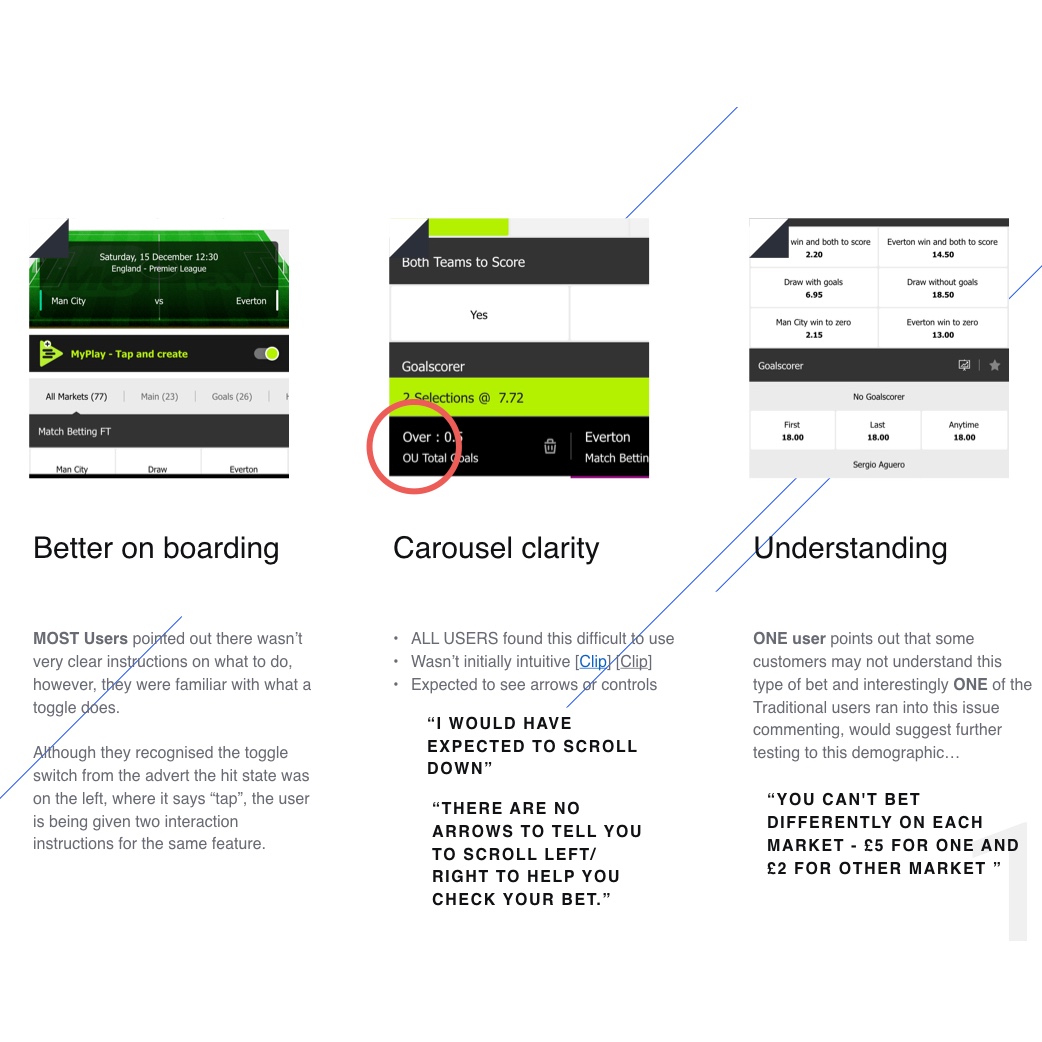 Saturday, 15 December 12:30
England - Premier League
Man City vs Everton
MyPlay - Tap and create
All Markets (77) Main (23) Goals (26)
Match Betting FT
Man City Draw Everton
Both Teams to Score
Yes
Goalscorer
2 Selections @ 7.72
Over : 0.5 Everton
OU Total Goals Match Bettin
win and both to score Everton win and both to score
2.20 14.50
Draw with goals Draw without goals
6.95 18.50
Man City win to zero Everton win to zero
2.15 13.00
Goalscorer
No Goalscorer
First Last Anytime
18.00 18.00 18.00
Sergio Aguero
Better on boarding
MOST Users pointed out there wasn’t
very clear instructions on what to do,
however, they were familiar with what a
toggle does.
Although they recognised the toggle
switch from the advert the hit state was
on the left, where it says “tap”, the user
is being given two interaction
instructions for the same feature.
Carousel clarity
• ALL USERS found this difficult to use
• Wasn’t initially intuitive [Clip] [Clip]
• Expected to see arrows or controls
“I WOULD HAVE
EXPECTED TO SCROLL
DOWN”
“THERE ARE NO
ARROWS TO TELL YOU
TO SCROLL LEFT/
RIGHT TO HELP YOU
CHECK YOUR BET.”
Understanding
ONE user points out that some
customers may not understand this
type of bet and interestingly ONE of the
Traditional users ran into this issue
commenting, would suggest further
testing to this demographic…
“YOU CAN'T BET
DIFFERENTLY ON EACH
MARKET - £5 FOR ONE AND
£2 FOR OTHER MARKET ”
1